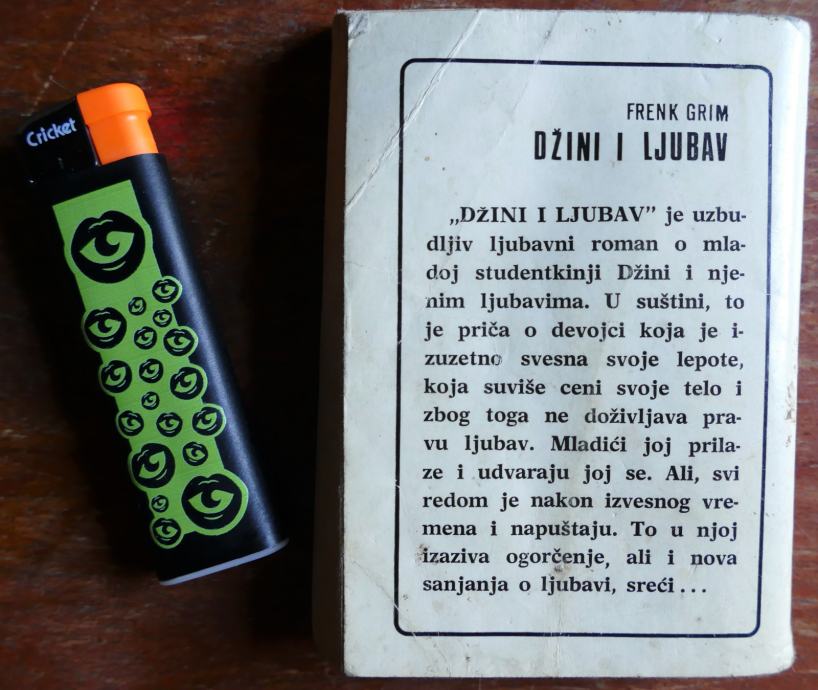 Cricket
FRENK GRIM
DŽINI I LJUBAV
„DŽINI I LJUBAV” je uzbu-
dljiv ljubavni roman o mla-
doj studentkinji Džini i nje-
nim ljubavima. U suštini, to
je priča o devojci koja je i-
zuzetno svesna svoje lepote,
koja suviše ceni svoje telo i
zbog toga ne doživljava pra-
vu ljubav. Mladići joj prila-
ze i udvaraju joj se. Ali, svi
redom je nakon izvesnog vre-
mena i napuštaju. To u njoj
izaziva ogorčenje, ali i nova
sanjanja o ljubavi, sreći...